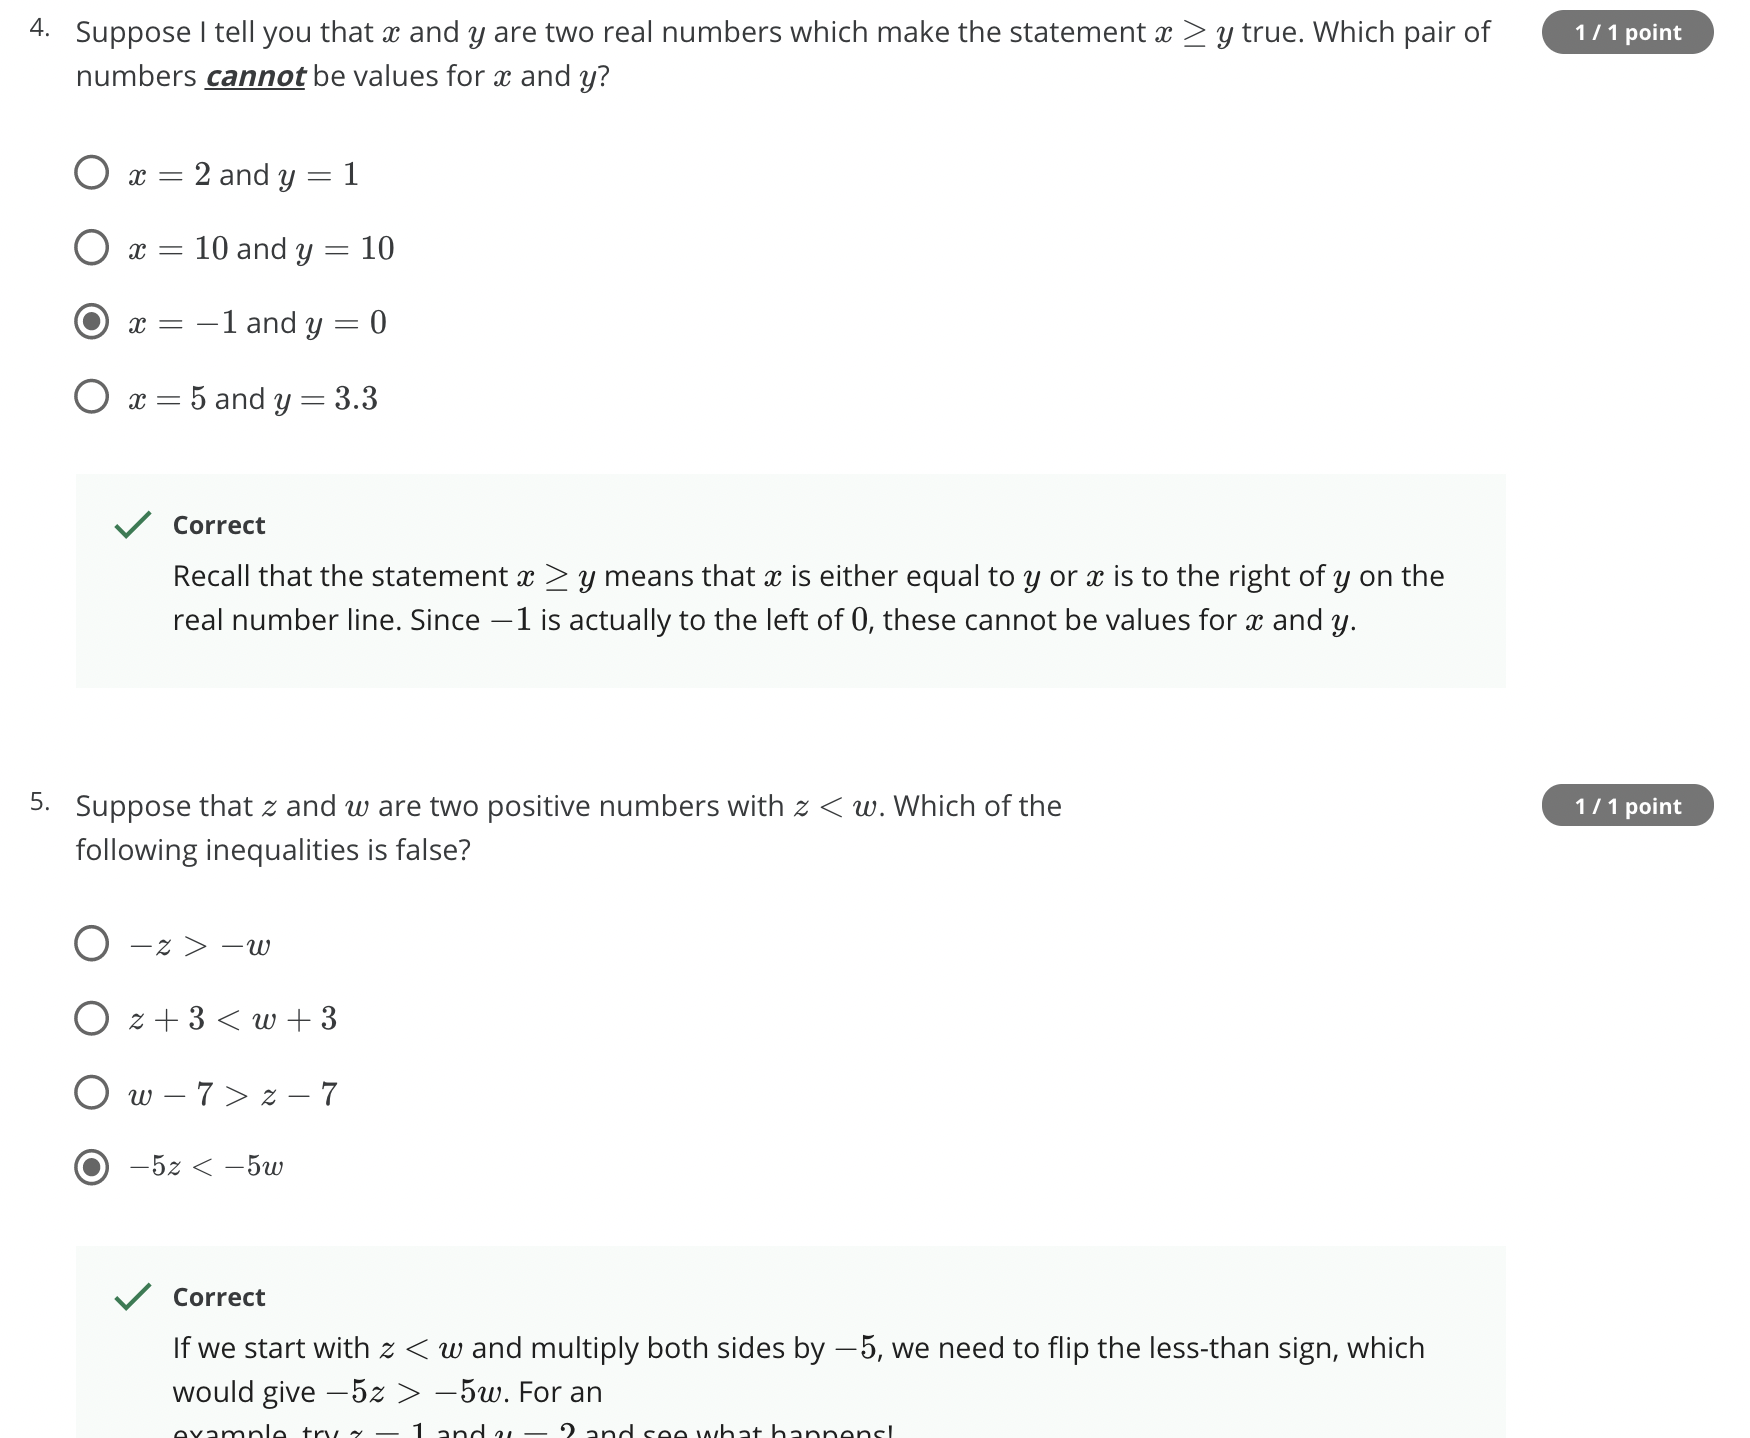 4. Suppose I tell you that x and y are two real numbers which make the statement x ≥ y true. Which pair of
1 / 1 point
numbers cannot be values for x and y?
x = 2 and y = 1
x = 10 and y = 10
x = −1 and y = 0
x = 5 and y = 3.3
Correct
Recall that the statement x ≥ y means that x is either equal to y or x is to the right of y on the
real number line. Since −1 is actually to the left of 0, these cannot be values for x and y.
5. Suppose that z and w are two positive numbers with z < w. Which of the
1 / 1 point
following inequalities is false?
−z > −w
z + 3 < w + 3
w − 7 > z − 7
−5z < −5w
Correct
If we start with z < w and multiply both sides by −5, we need to flip the less-than sign, which
would give −5z > −5w. For an
example, try z = 1 and y = 2 and see what happens!